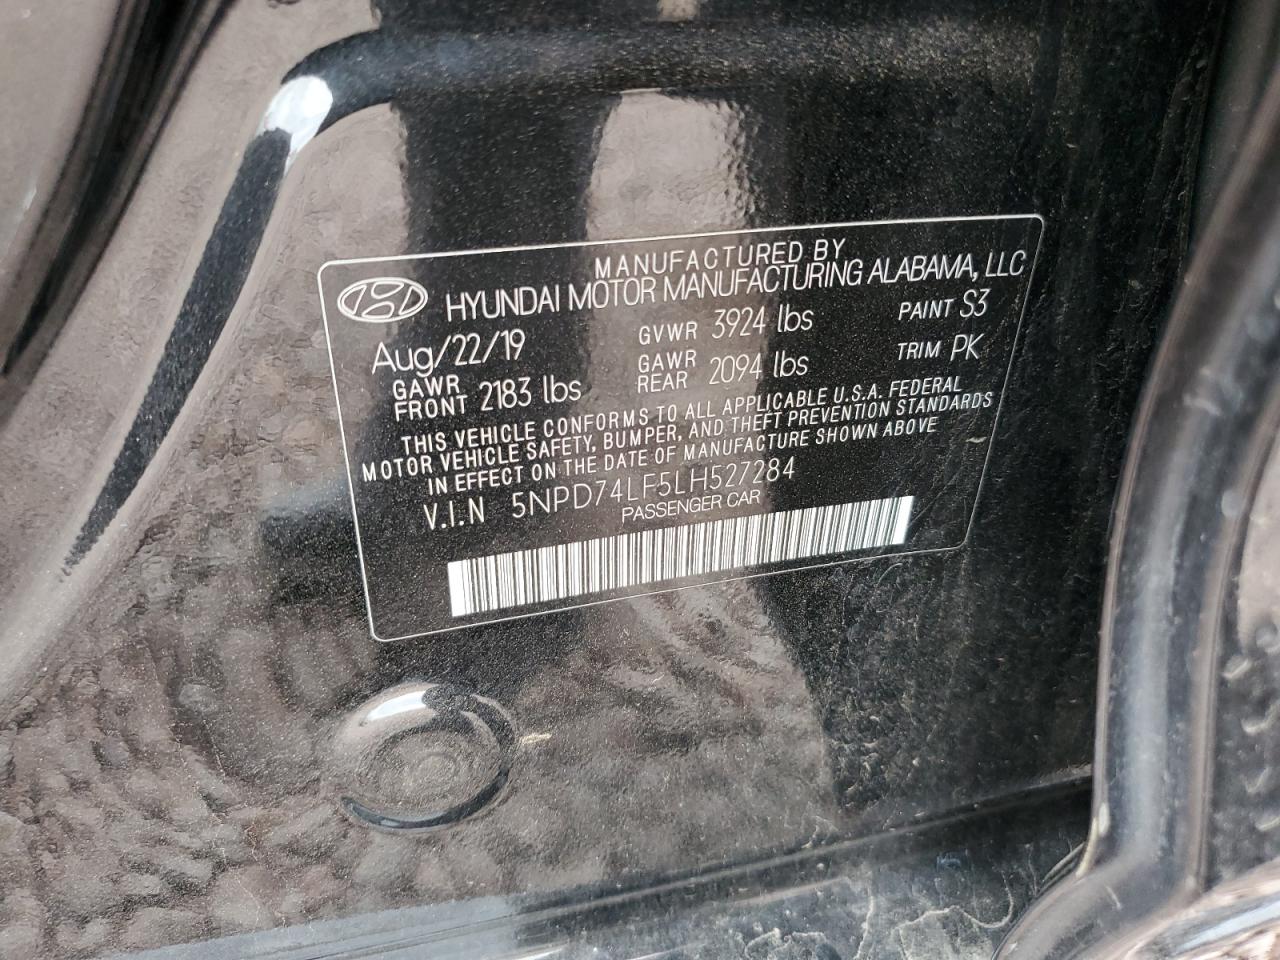 MANUFACTURED BY
HYUNDAI MOTOR MANUFACTURING ALABAMA, LLC
Aug/22/19 GVWR 3924 lbs PAINT S3
GAWR FRONT 2183 lbs GAWR REAR 2094 lbs TRIM PK
THIS VEHICLE CONFORMS TO ALL APPLICABLE U.S.A. FEDERAL
MOTOR VEHICLE SAFETY, BUMPER, AND THEFT PREVENTION STANDARDS
IN EFFECT ON THE DATE OF MANUFACTURE SHOWN ABOVE
V.I.N 5NPD74LF5LH527284
PASSENGER CAR